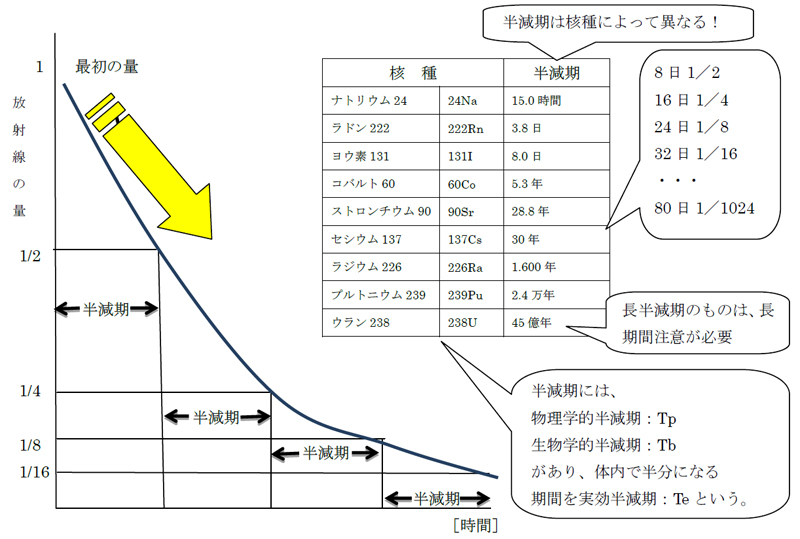 半減期は核種によって異なる！
1
最初の量
放射線の量
1/2
1/4
1/8
1/16
半減期
半減期
半減期
半減期
［時間］
核　種　半減期
ナトリウム 24　24Na　15.0 時間
ラドン 222　222Rn　3.8 日
ヨウ素 131　131I　8.0 日
コバルト 60　60Co　5.3 年
ストロンチウム 90　90Sr　28.8 年
セシウム 137　137Cs　30 年
ラジウム 226　226Ra　1.600 年
プルトニウム 239　239Pu　2.4 万年
ウラン 238　238U　45 億年
8 日 1／2
16 日 1／4
24 日 1／8
32 日 1／16
・・・
80 日 1／1024
長半減期のものは、長
期間注意が必要
半減期には、
物理学的半減期：Tp
生物学的半減期：Tb
があり、体内で半分になる
期間を実効半減期：Te という。